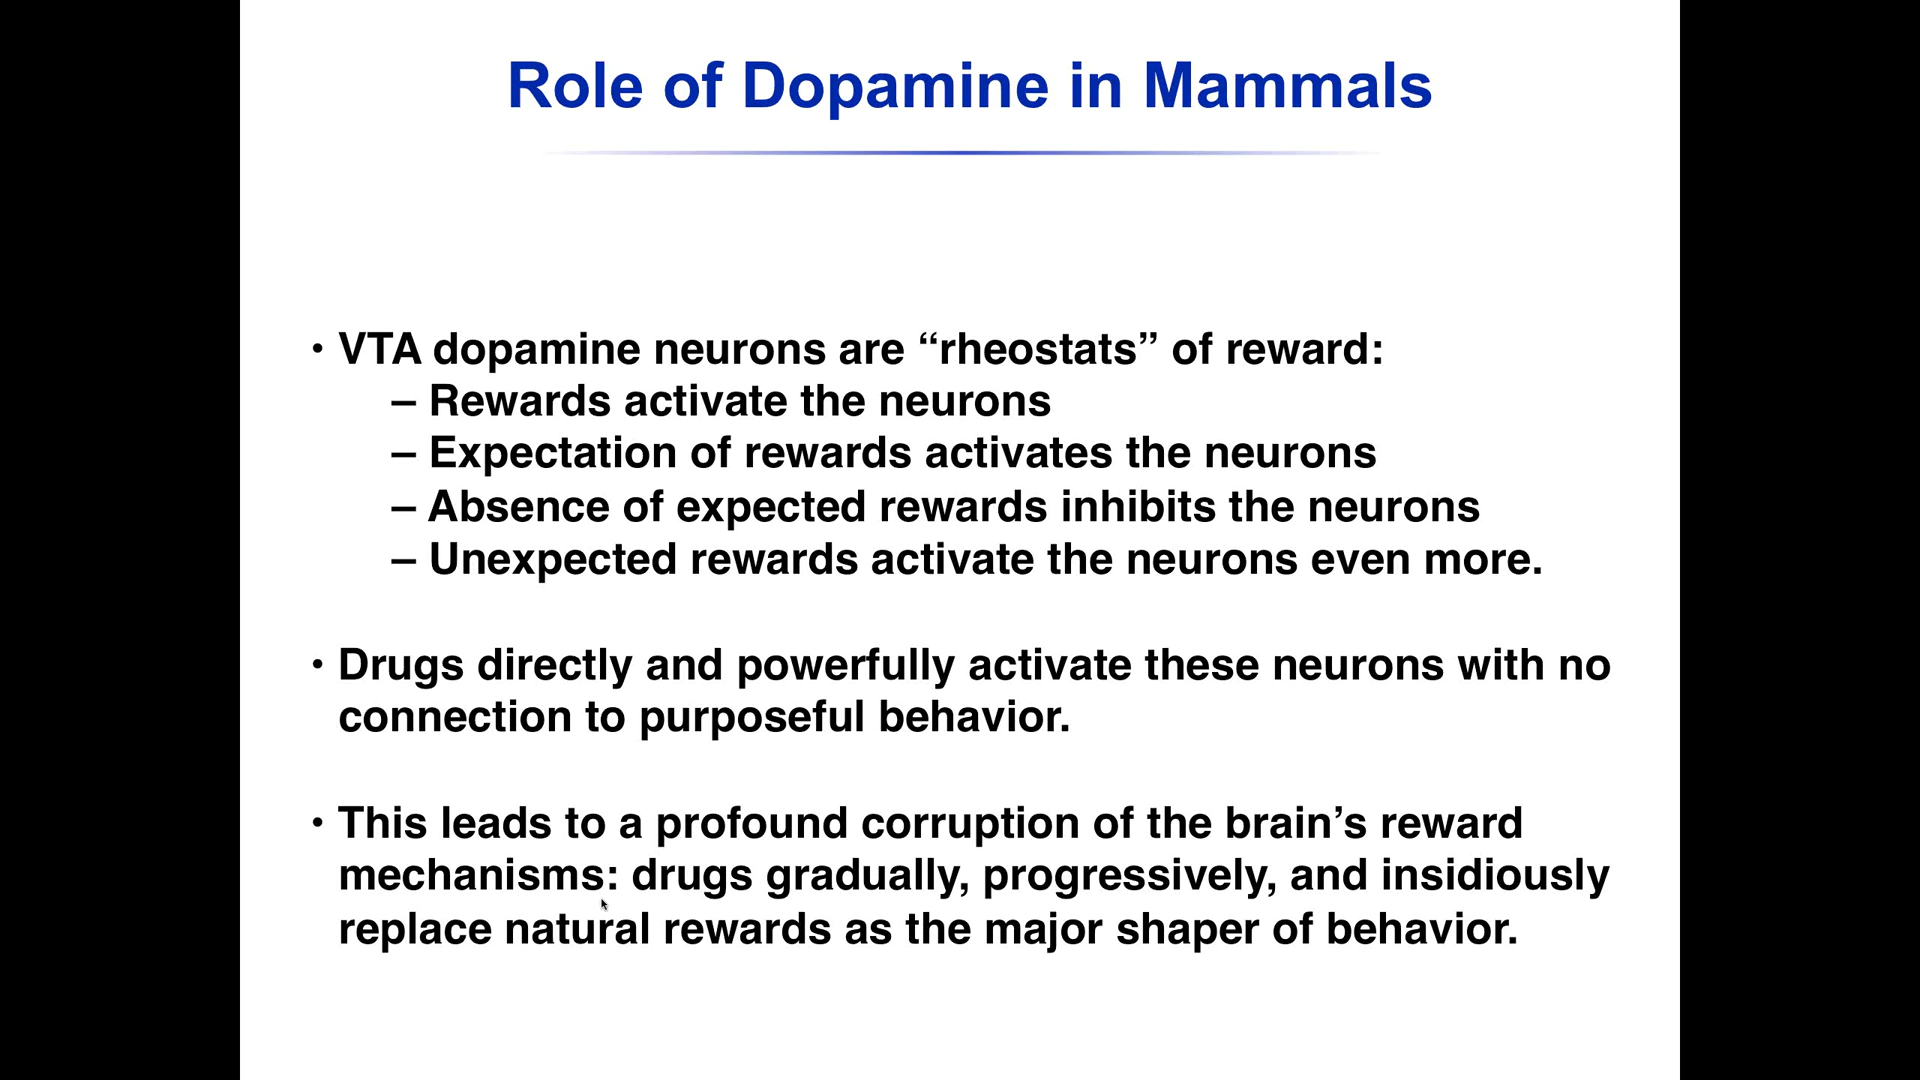 Role of Dopamine in Mammals
• VTA dopamine neurons are “rheostats” of reward:
– Rewards activate the neurons
– Expectation of rewards activates the neurons
– Absence of expected rewards inhibits the neurons
– Unexpected rewards activate the neurons even more.
• Drugs directly and powerfully activate these neurons with no
connection to purposeful behavior.
• This leads to a profound corruption of the brain’s reward
mechanisms: drugs gradually, progressively, and insidiously
replace natural rewards as the major shaper of behavior.